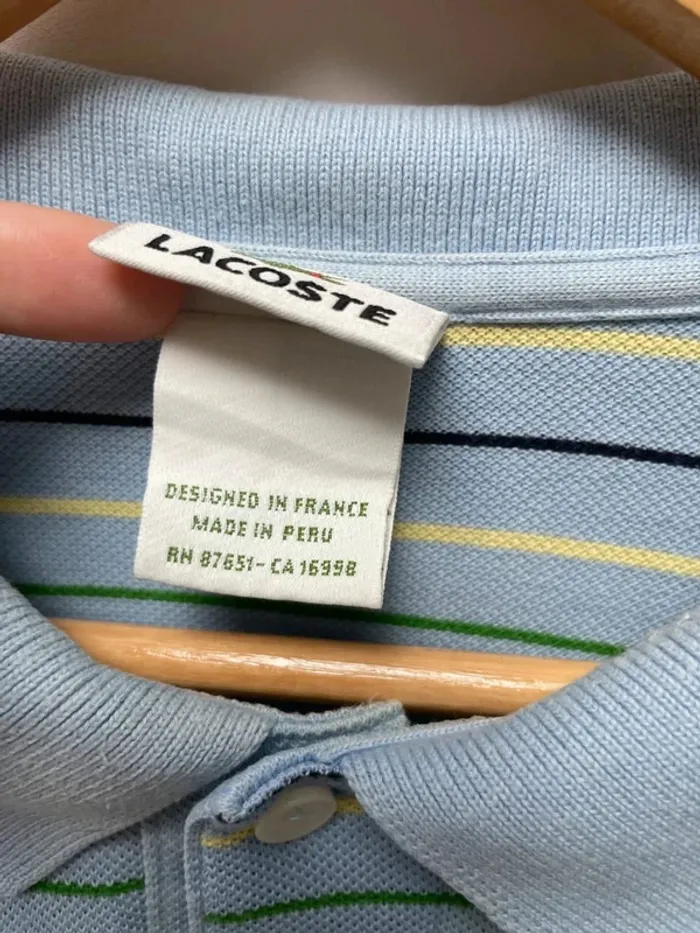 LACOSTE
DESIGNED IN FRANCE
MADE IN PERU
RN 87651-CA 16998